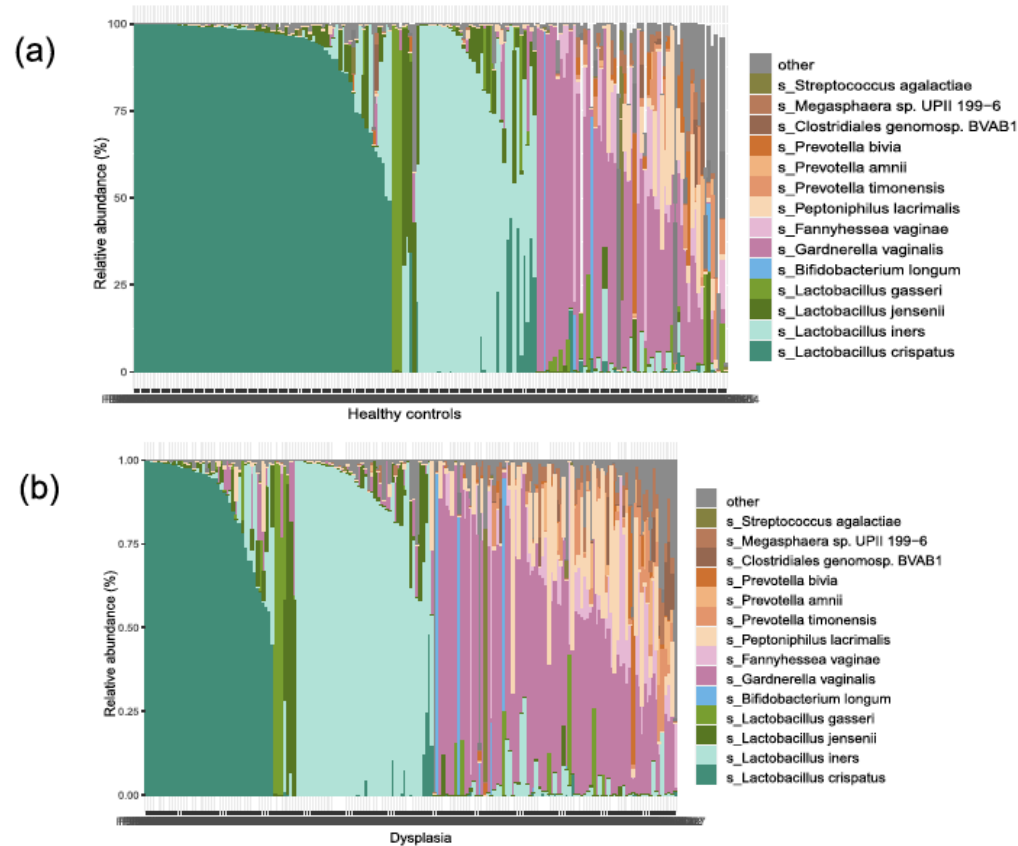 (a)
100
75
50
25
0
Relative abundance (%)
Healthy controls
other
s_Streptococcus agalactiae
s_Megasphaera sp. UPII 199−6
s_Clostridiales genomosp. BVAB1
s_Prevotella bivia
s_Prevotella amnii
s_Prevotella timonensis
s_Peptoniphilus lacrimalis
s_Fannyhessea vaginae
s_Gardnerella vaginalis
s_Bifidobacterium longum
s_Lactobacillus gasseri
s_Lactobacillus jensenii
s_Lactobacillus iners
s_Lactobacillus crispatus
(b)
1.00
0.75
0.50
0.25
0.00
Relative abundance (%)
Dysplasia
other
s_Streptococcus agalactiae
s_Megasphaera sp. UPII 199−6
s_Clostridiales genomosp. BVAB1
s_Prevotella bivia
s_Prevotella amnii
s_Prevotella timonensis
s_Peptoniphilus lacrimalis
s_Fannyhessea vaginae
s_Gardnerella vaginalis
s_Bifidobacterium longum
s_Lactobacillus gasseri
s_Lactobacillus jensenii
s_Lactobacillus iners
s_Lactobacillus crispatus